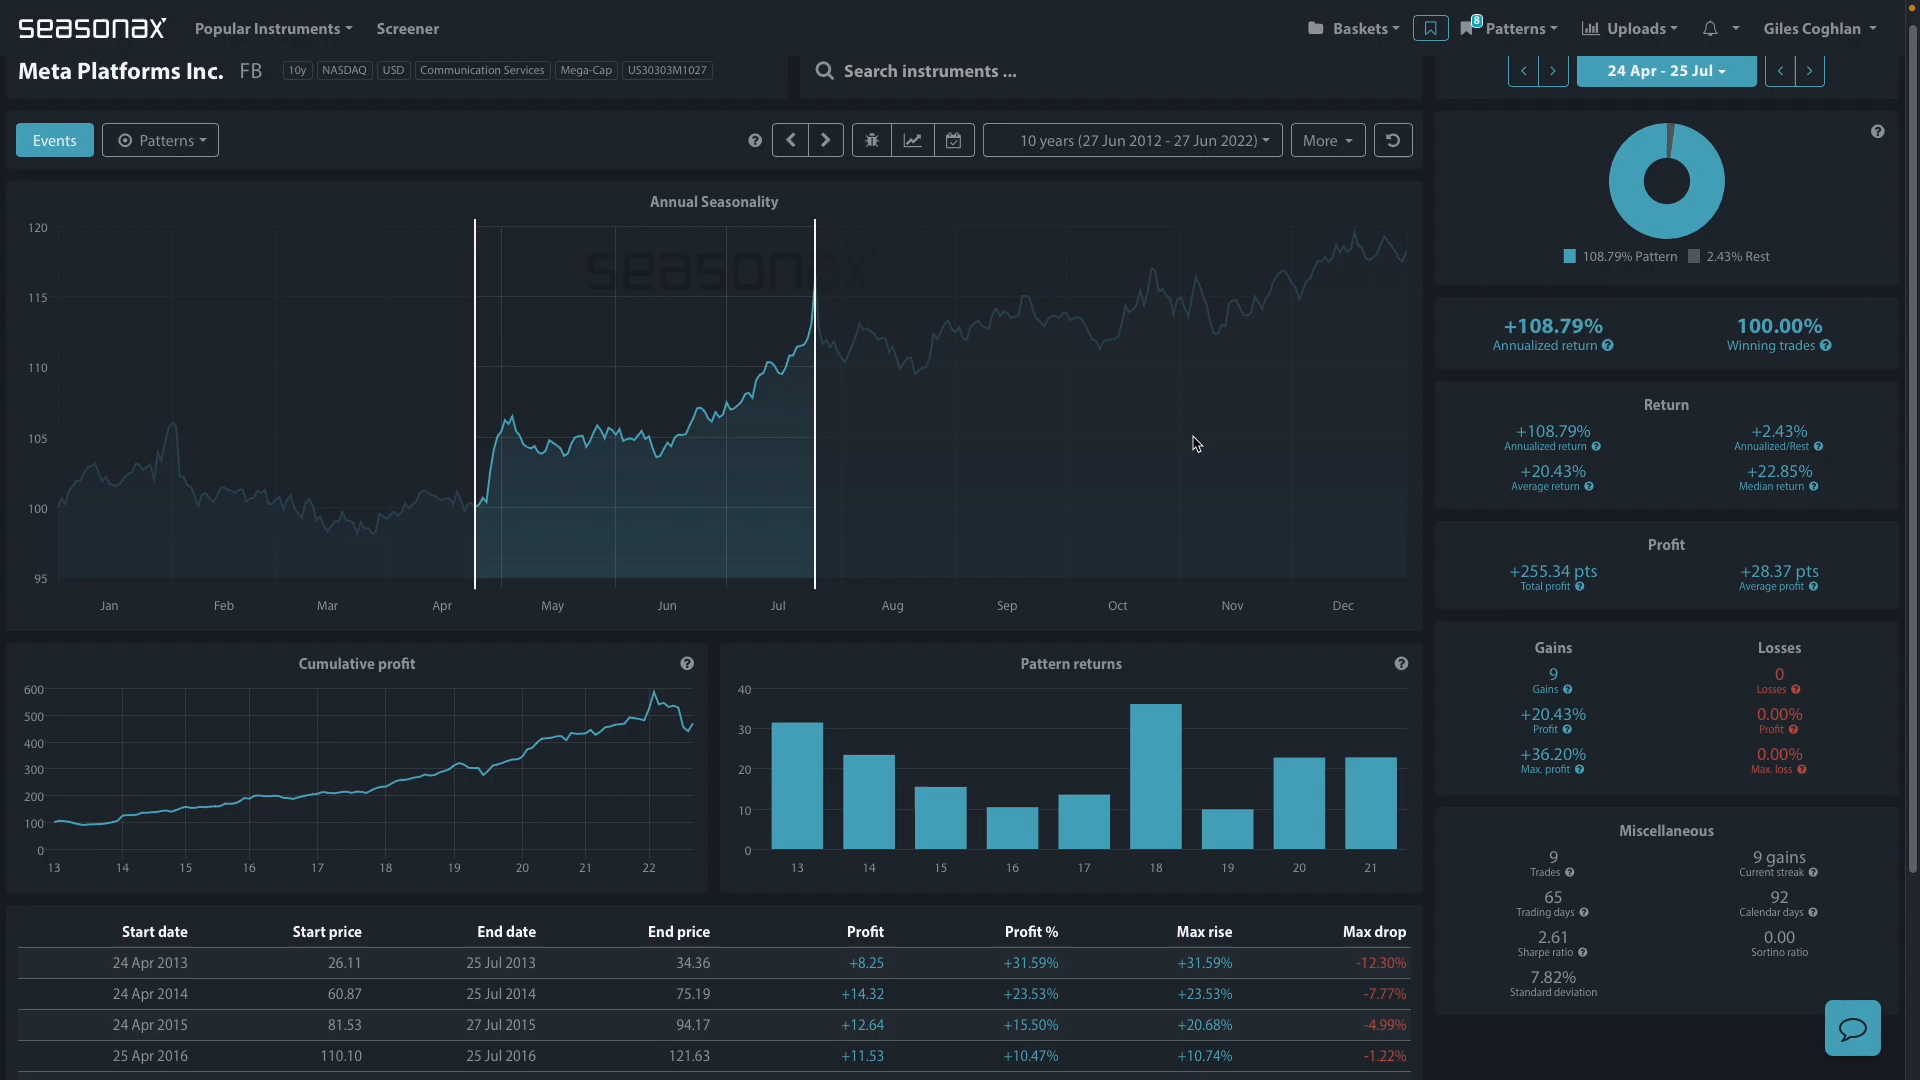 seasonax Popular Instruments Screener Baskets 8 Patterns Uploads Giles Coghlan
Meta Platforms Inc. FB 10y NASDAQ USD Communication Services Mega-Cap US30303M1027 Search instruments ... 24 Apr - 25 Jul
Events Patterns 10 years (27 Jun 2012 - 27 Jun 2022) More
Annual Seasonality
seasonax
120
115
110
105
100
95
Jan Feb Mar Apr May Jun Jul Aug Sep Oct Nov Dec
108.79% Pattern 2.43% Rest
+108.79% 100.00%
Annualized return Winning trades
Return
+108.79% +2.43%
Annualized return Annualized/Rest
+20.43% +22.85%
Average return Median return
Profit
+255.34 pts +28.37 pts
Total profit Average profit
Gains Losses
9 0
Gains Losses
+20.43% 0.00%
Profit Profit
+36.20% 0.00%
Max. profit Max. loss
Miscellaneous
9 9 gains
Trades Current streak
65 92
Trading days Calendar days
2.61 0.00
Sharpe ratio Sortino ratio
7.82%
Standard deviation
Cumulative profit
600
500
400
300
200
100
0
13 14 15 16 17 18 19 20 21 22
Pattern returns
40
30
20
10
0
13 14 15 16 17 18 19 20 21
Start date Start price End date End price Profit Profit % Max rise Max drop
24 Apr 2013 26.11 25 Jul 2013 34.36 +8.25 +31.59% +31.59% -12.30%
24 Apr 2014 60.87 25 Jul 2014 75.19 +14.32 +23.53% +23.53% -7.77%
24 Apr 2015 81.53 27 Jul 2015 94.17 +12.64 +15.50% +20.68% -4.99%
25 Apr 2016 110.10 25 Jul 2016 121.63 +11.53 +10.47% +10.74% -1.22%